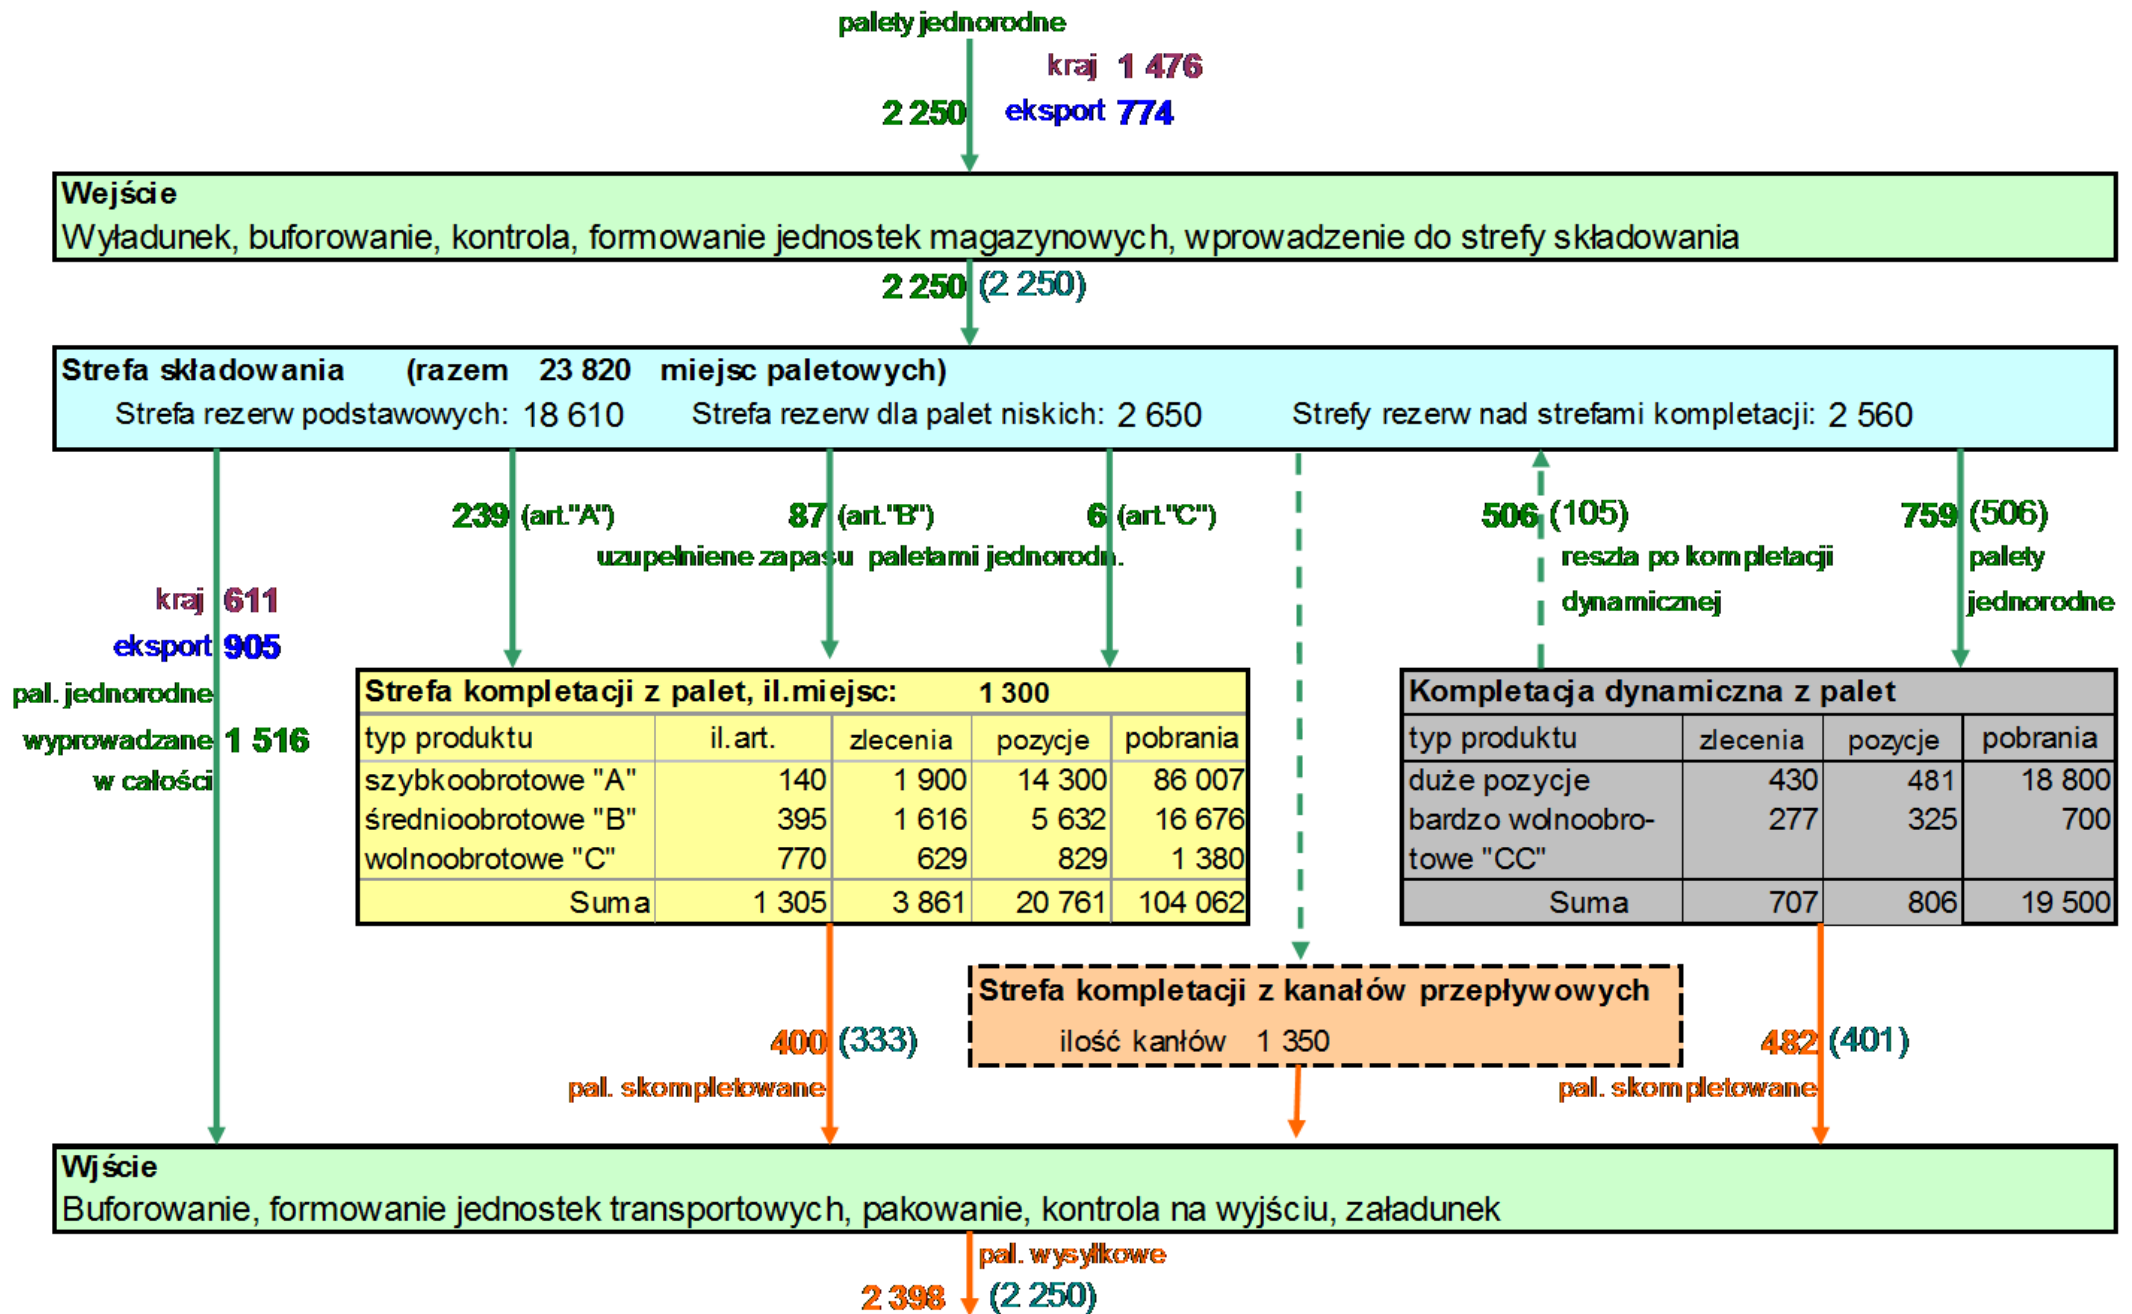 palety jednorodne
kraj 1 476
2 250 eksport 774
Wejście
Wyładunek, buforowanie, kontrola, formowanie jednostek magazynowych, wprowadzenie do strefy składowania
2 250 (2 250)
Strefa składowania (razem 23 820 miejsc paletowych)
Strefa rezerw podstawowych: 18 610 Strefa rezerw dla palet niskich: 2 650 Strefy rezerw nad strefami kompletacji: 2 560
239 (art."A") 87 (art."B") 6 (art."C") 506 (105) 759 (506)
uzupełniene zapasu paletami jednorodn. reszta po kompletacji palety
kraj 611 dynamicznej jednorodne
eksport 905
pal. jednorodne
wyprowadzane 1 516
w całości
Strefa kompletacji z palet, il.miejsc: 1 300
typ produktu il.art. zlecenia pozycje pobrania
szybkoobrotowe "A" 140 1 900 14 300 86 007
średnioobrotowe "B" 395 1 616 5 632 16 676
wolnoobrotowe "C" 770 629 829 1 380
Suma 1 305 3 861 20 761 104 062
Kompletacja dynamiczna z palet
typ produktu zlecenia pozycje pobrania
duże pozycje 430 481 18 800
bardzo wolnoobro- 277 325 700
towe "CC"
Suma 707 806 19 500
Strefa kompletacji z kanałów przepływowych
ilość kanłów 1 350
400 (333) 482 (401)
pal. skompletowane pal. skompletowane
Wjście
Buforowanie, formowanie jednostek transportowych, pakowanie, kontrola na wyjściu, załadunek
pal. wysyłkowe
2 398 (2 250)